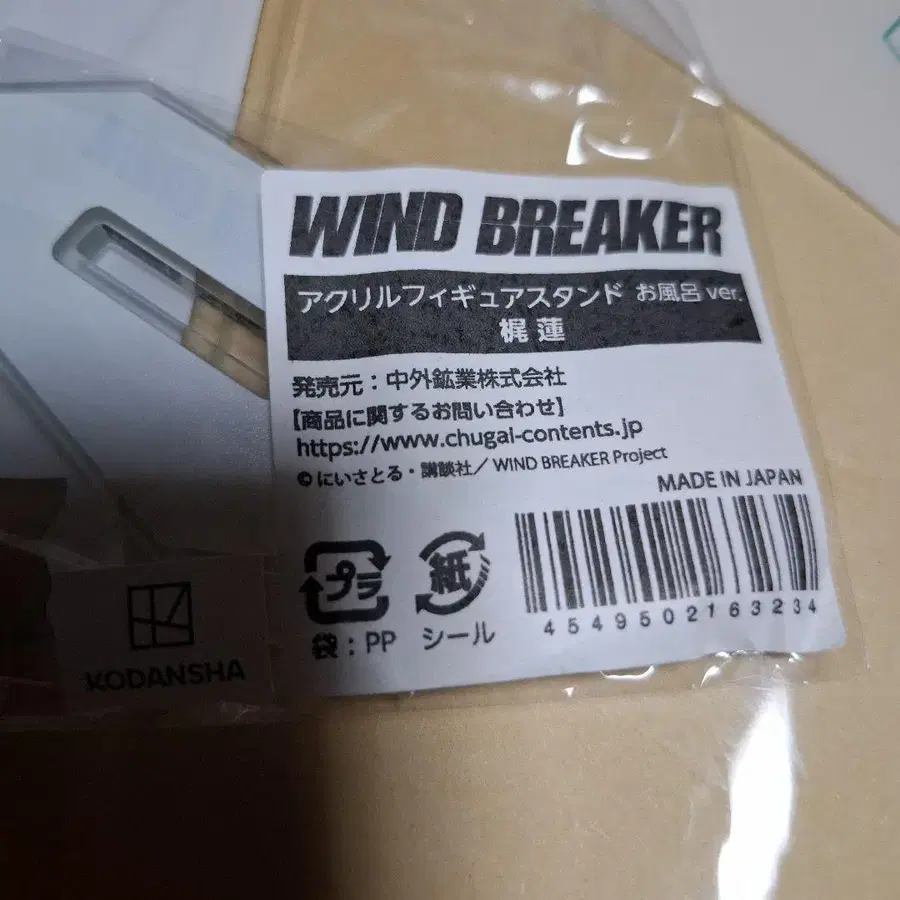 WIND BREAKER
アクリルフィギュアスタンド お風呂 ver.
梶 蓮
発売元：中外鉱業株式会社
【商品に関するお問い合わせ】
https://www.chugai-contents.jp
© にいさとる・講談社／WIND BREAKER Project
MADE IN JAPAN
プラ
紙
袋：PP シール
4549502163234
KODANSHA